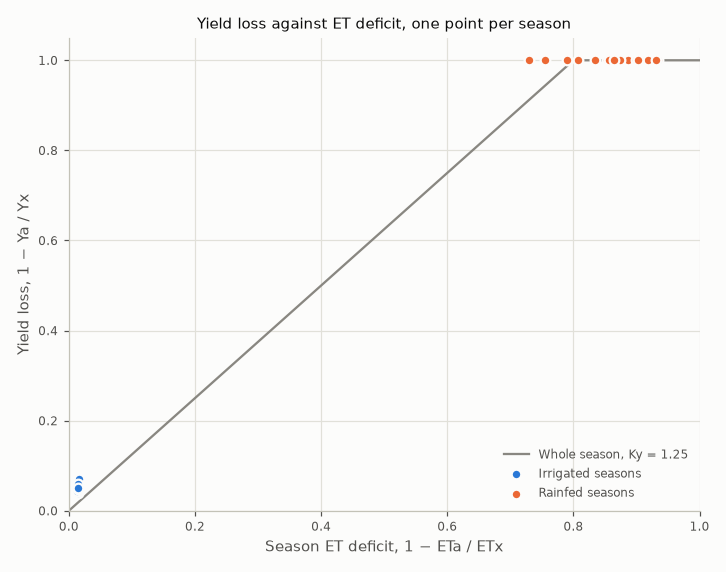 Yield loss against ET deficit, one point per season
Yield loss, 1 − Ya / Yx
1.0
0.8
0.6
0.4
0.2
0.0
0.0 0.2 0.4 0.6 0.8 1.0
Season ET deficit, 1 − ETa / ETx
Whole season, Ky = 1.25
Irrigated seasons
Rainfed seasons